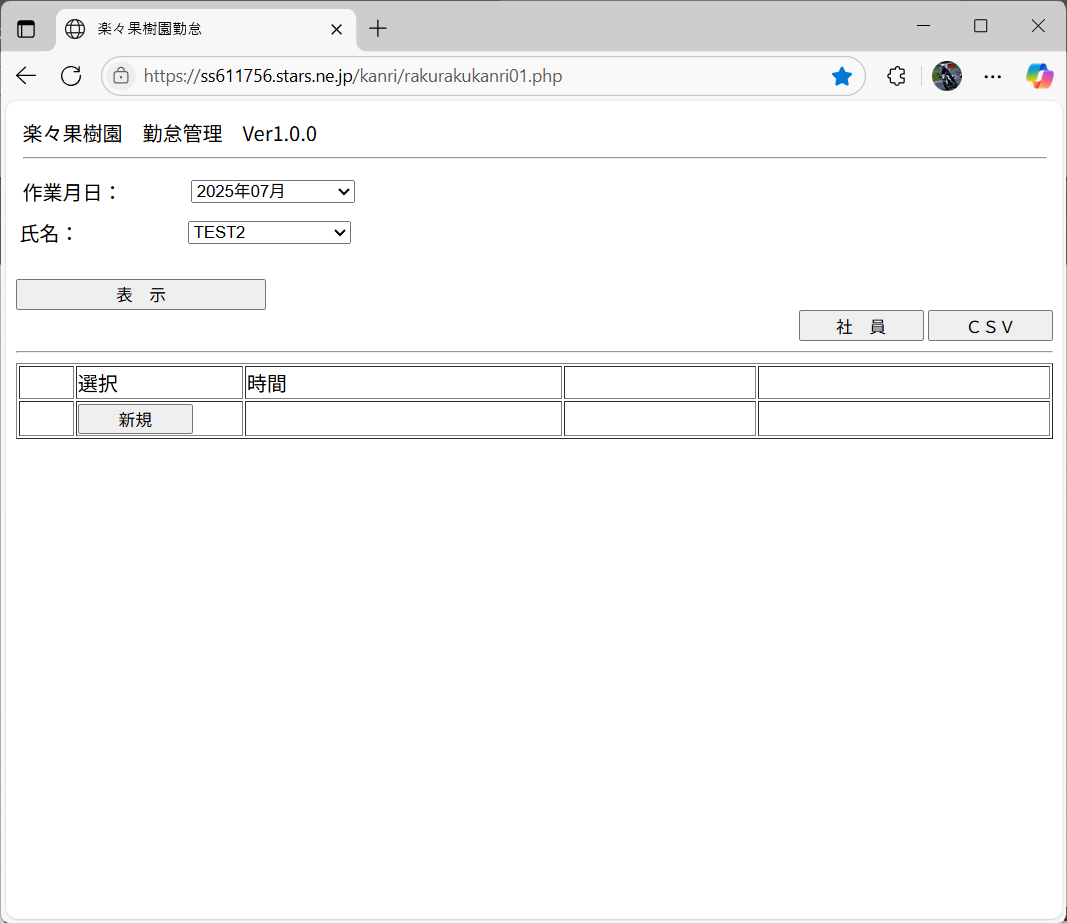 楽々果樹園勤怠
https://ss611756.stars.ne.jp/kanri/rakurakukanri01.php
楽々果樹園　勤怠管理　Ver1.0.0
作業月日： 2025年07月
氏名： TEST2
表　示
社　員 ＣＳＶ
選択 時間
新規